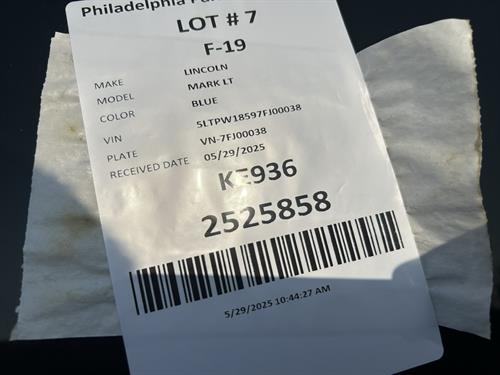 Philadelphia
LOT # 7
F-19
MAKE LINCOLN
MODEL MARK LT
COLOR BLUE
VIN 5LTPW18597FJ00038
PLATE VN-7FJ00038
RECEIVED DATE 05/29/2025
KE936
2525858
5/29/2025 10:44:27 AM